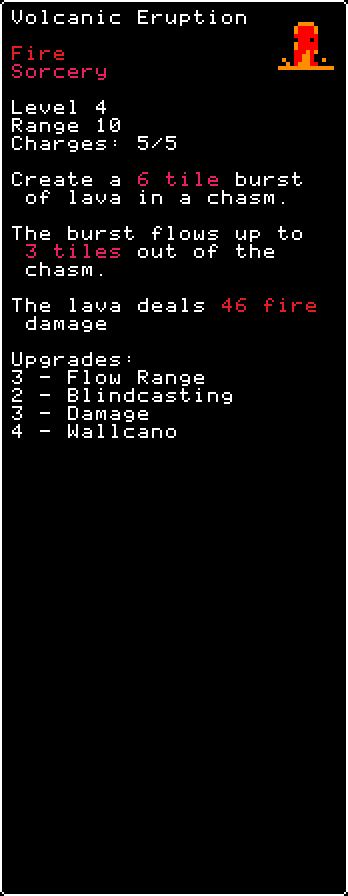 Volcanic Eruption
Fire
Sorcery
Level 4
Range 10
Charges: 5/5
Create a 6 tile burst
of lava in a chasm.
The burst flows up to
3 tiles out of the
chasm.
The lava deals 46 fire
damage
Upgrades:
3 - Flow Range
2 - Blindcasting
3 - Damage
4 - Wallcano